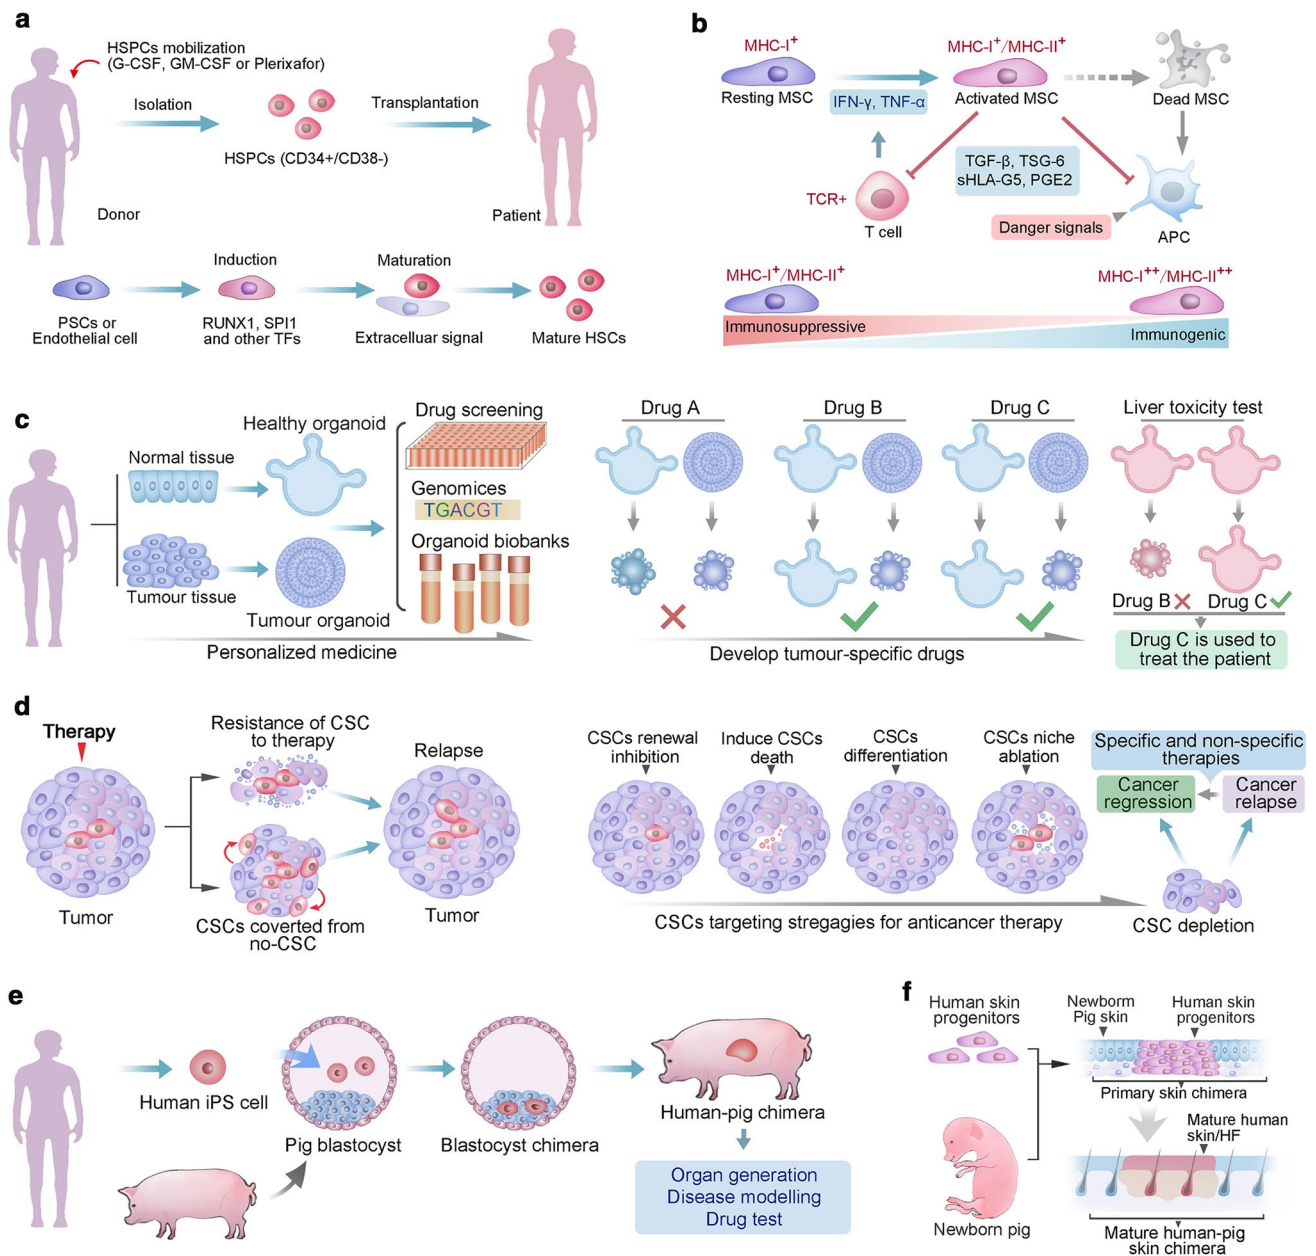 a
HSPCs mobilization
(G-CSF, GM-CSF or Plerixafor)
Isolation
Transplantation
HSPCs (CD34+/CD38-)
Donor
Patient
Induction
Maturation
PSCs or
Endothelial cell
RUNX1, SPI1
and other TFs
Extracelluar signal
Mature HSCs
b
MHC-I+
MHC-I+/MHC-II+
Resting MSC
IFN-γ, TNF-α
Activated MSC
Dead MSC
TGF-β, TSG-6
sHLA-G5, PGE2
TCR+
T cell
Danger signals
APC
MHC-I+/MHC-II+
MHC-I++/MHC-II++
Immunosuppressive
Immunogenic
c
Normal tissue
Healthy organoid
Tumour tissue
Tumour organoid
Drug screening
Genomices
TGACGT
Organoid biobanks
Personalized medicine
Drug A
Drug B
Drug C
Liver toxicity test
Drug B
Drug C
Develop tumour-specific drugs
Drug C is used to
treat the patient
d
Therapy
Tumor
Resistance of CSC
to therapy
CSCs coverted from
no-CSC
Relapse
Tumor
CSCs renewal
inhibition
Induce CSCs
death
CSCs
differentiation
CSCs niche
ablation
CSCs targeting stregagies for anticancer therapy
Specific and non-specific
therapies
Cancer
regression
Cancer
relapse
CSC depletion
e
Human iPS cell
Pig blastocyst
Blastocyst chimera
Human-pig chimera
Organ generation
Disease modelling
Drug test
f
Human skin
progenitors
Newborn pig
Newborm
Pig skin
Human skin
progenitors
Primary skin chimera
Mature human
skin/HF
Mature human-pig
skin chimera